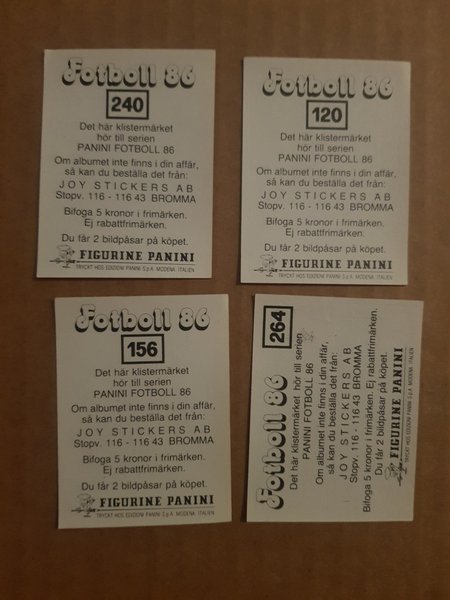 Fotboll 86
240
Det här klistermärket
hör till serien
PANINI FOTBOLL 86
Om albumet inte finns i din affär,
så kan du beställa det från:
JOY STICKERS AB
Stopv. 116 - 116 43 BROMMA
Bifoga 5 kronor i frimärken.
Ej rabattfrimärken.
Du får 2 bildpåsar på köpet.
FIGURINE PANINI
TRYCKT HOS EDIZIONI PANINI S.p.A. MODENA. ITALIEN
Fotboll 86
120
Det här klistermärket
hör till serien
PANINI FOTBOLL 86
Om albumet inte finns i din affär,
så kan du beställa det från:
JOY STICKERS AB
Stopv. 116 - 116 43 BROMMA
Bifoga 5 kronor i frimärken.
Ej rabattfrimärken.
Du får 2 bildpåsar på köpet.
FIGURINE PANINI
TRYCKT HOS EDIZIONI PANINI S.p.A. MODENA. ITALIEN
Fotboll 86
156
Det här klistermärket
hör till serien
PANINI FOTBOLL 86
Om albumet inte finns i din affär,
så kan du beställa det från:
JOY STICKERS AB
Stopv. 116 - 116 43 BROMMA
Bifoga 5 kronor i frimärken.
Ej rabattfrimärken.
Du får 2 bildpåsar på köpet.
FIGURINE PANINI
TRYCKT HOS EDIZIONI PANINI S.p.A. MODENA. ITALIEN
Fotboll 86
264
Det här klistermärket hör till serien
PANINI FOTBOLL 86
Om albumet inte finns i din affär,
så kan du beställa det från:
JOY STICKERS AB
Stopv. 116 - 116 43 BROMMA
Bifoga 5 kronor i frimärken. Ej rabattfrimärken.
Du får 2 bildpåsar på köpet.
FIGURINE PANINI
TRYCKT HOS EDIZIONI PANINI S.p.A. MODENA. ITALIEN